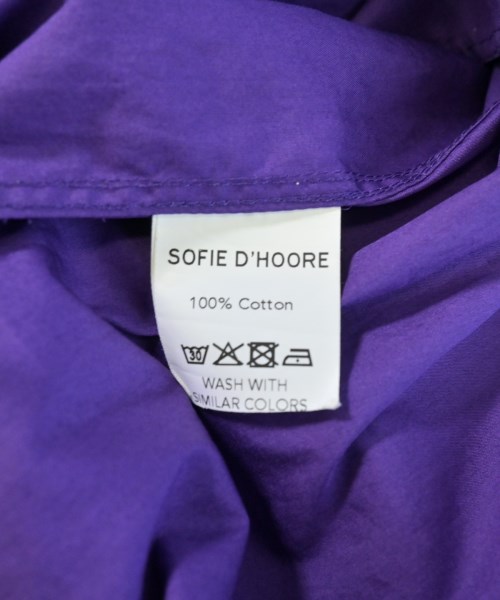 SOFIE D'HOORE
100% Cotton
30
WASH WITH
SIMILAR COLORS